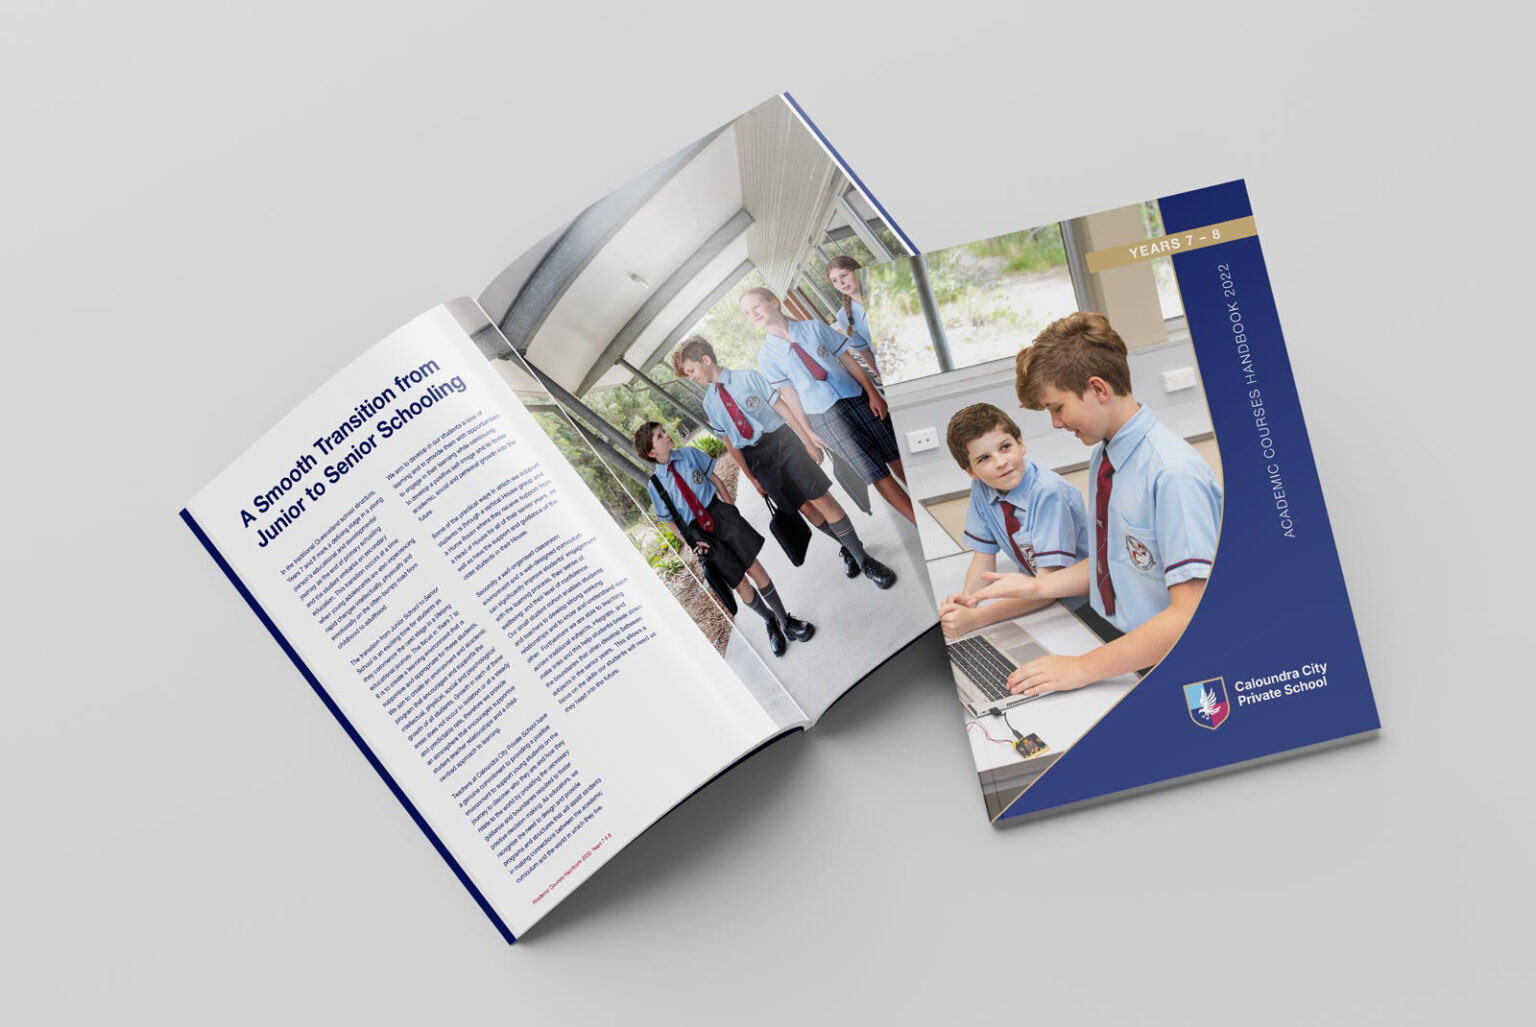 A Smooth Transition from
Junior to Senior Schooling
In the traditional Queensland school structure,
Years 7 and 8 mark a defining stage in a young
person's educational and developmental
journey as the end of primary schooling
and the student embarks on secondary
education. This transition occurs at a time
when young adolescents are also experiencing
rapid changes intellectually, physically and
emotionally on the often-bumpy road from
childhood to adulthood.
The transition from Junior School to Senior
School is an exciting time for students as
they commence the next stage in a lifelong
educational journey. The focus in Years 7 to
8 is to create a learning environment that is
supportive and appropriate for these students.
We aim to create an enrichment and academic
program that encourages and supports the
intellectual, physical, social and psychological
growth of all students. Growth in each of these
areas does not occur in isolation or at a steady
and predictable rate, therefore we provide
an atmosphere that encourages supportive
student-teacher relationships and a child
centred approach to learning.
Teachers at Caloundra City Private School have
a genuine commitment to providing a positive
environment to support young students on the
journey to discover who they are and how they
relate to the world by providing the necessary
guidance and boundaries required to foster
positive decision-making. As educators, we
recognise the need to design and provide
programs and structures that will assist students
in making connections between the academic
curriculum and the world in which they live.
We aim to develop in our students a love of
learning and to provide them with opportunities
to engage in their learning while continuing
to develop a positive self-image and to foster
academic, social and personal growth into the
future.
Some of the practical ways in which we support
students is through a vertical House group and
a Home Room where they receive support from
a Head of House for all of their senior years, as
well as have the support and guidance of the
older students in their House.
Secondly a well-organised classroom
environment and a well-designed curriculum
can significantly improve students' engagement
with the learning process, their sense of
wellbeing and their level of confidence.
Our small student cohort enables students
and teachers to develop strong working
relationships and to know and understand each
other. Furthermore we are able to teaching
across traditional subjects, integrate, and
make links and this help students break down
the boundaries that often develop between
subjects in the senior years. This allows a
focus on the skills our students will need as
they head into the future.
Academic Courses Handbook 2022: Years 7 & 8
YEARS 7 – 8
ACADEMIC COURSES HANDBOOK 2022
Caloundra City
Private School